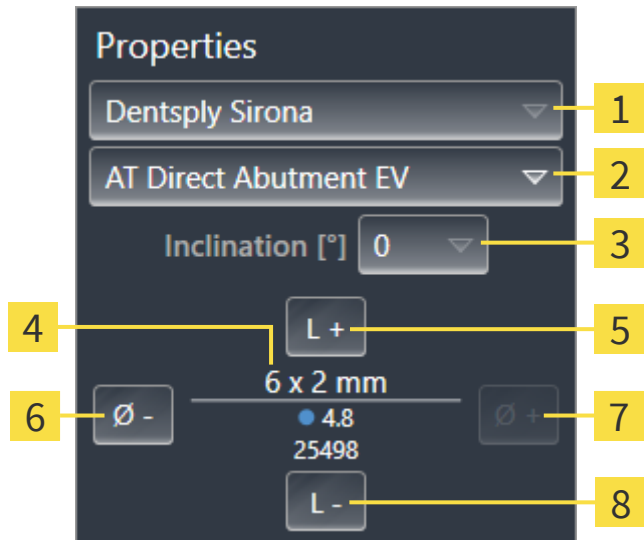 Properties
Dentsply Sirona
1
AT Direct Abutment EV
2
Inclination [°] 0
3
4
L +
5
6 x 2 mm
6
Ø -
4.8
Ø +
7
25498
L -
8